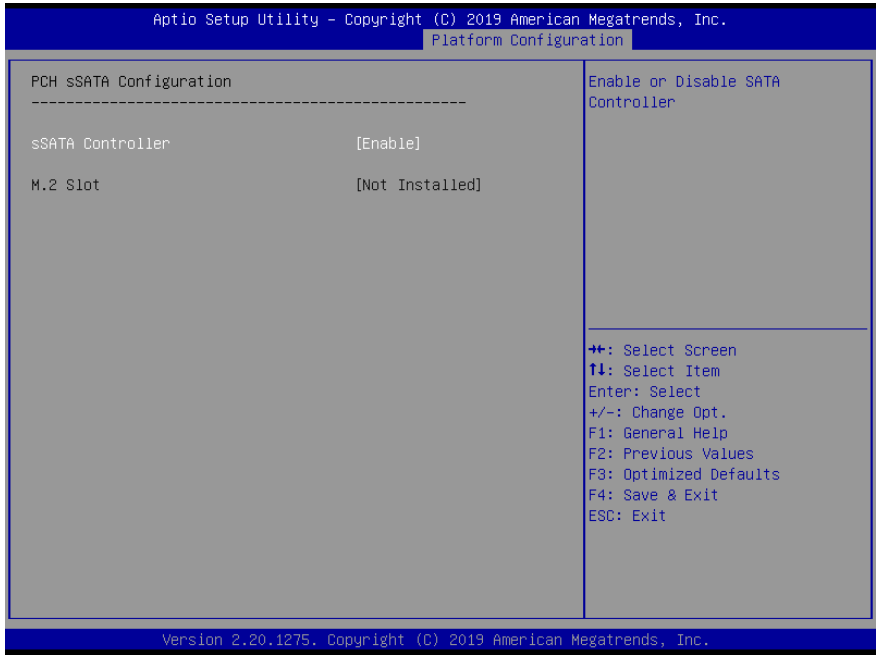 Aptio Setup Utility – Copyright (C) 2019 American Megatrends, Inc.
Platform Configuration
PCH sSATA Configuration
--------------------------------------------------
sSATA Controller [Enable]
M.2 Slot [Not Installed]
Enable or Disable SATA
Controller
→←: Select Screen
↑↓: Select Item
Enter: Select
+/-: Change Opt.
F1: General Help
F2: Previous Values
F3: Optimized Defaults
F4: Save & Exit
ESC: Exit
Version 2.20.1275. Copyright (C) 2019 American Megatrends, Inc.